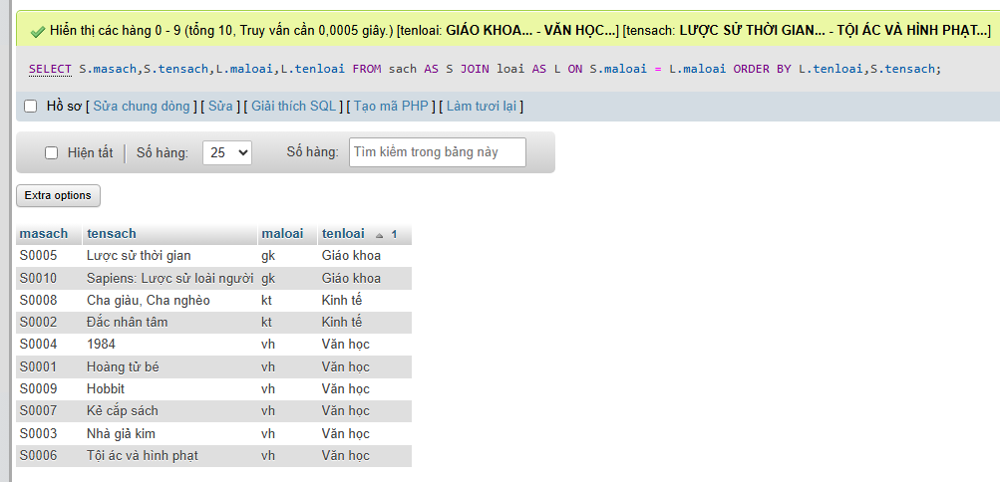 Hiển thị các hàng 0 - 9 (tổng 10, Truy vấn cần 0,0005 giây.) [tenloai: GIÁO KHOA... - VĂN HỌC...] [tensach: LƯỢC SỬ THỜI GIAN... - TỘI ÁC VÀ HÌNH PHẠT...]
SELECT S.masach,S.tensach,L.maloai,L.tenloai FROM sach AS S JOIN loai AS L ON S.maloai = L.maloai ORDER BY L.tenloai,S.tensach;
Hồ sơ [ Sửa chung dòng ] [ Sửa ] [ Giải thích SQL ] [ Tạo mã PHP ] [ Làm tươi lại ]
Hiện tất | Số hàng: 25 Số hàng: Tìm kiếm trong bảng này
Extra options
masach tensach maloai tenloai 1
S0005 Lược sử thời gian gk Giáo khoa
S0010 Sapiens: Lược sử loài người gk Giáo khoa
S0008 Cha giàu, Cha nghèo kt Kinh tế
S0002 Đắc nhân tâm kt Kinh tế
S0004 1984 vh Văn học
S0001 Hoàng tử bé vh Văn học
S0009 Hobbit vh Văn học
S0007 Kẻ cắp sách vh Văn học
S0003 Nhà giả kim vh Văn học
S0006 Tội ác và hình phạt vh Văn học